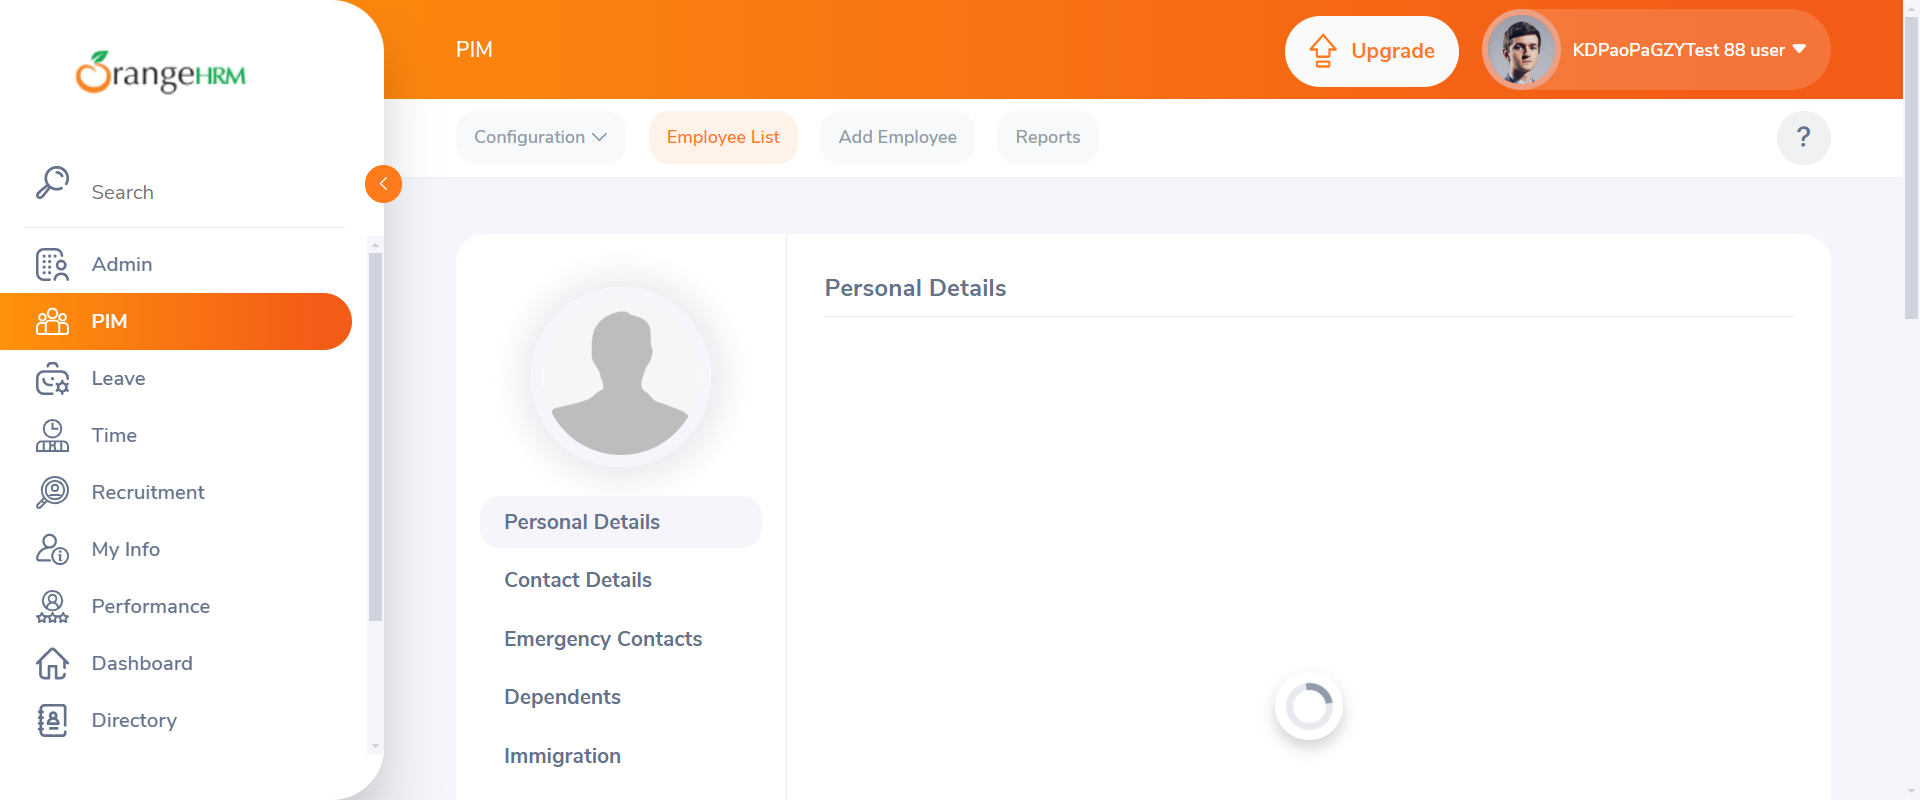 OrangeHRM
PIM
Upgrade
KDPaoPaGZYTest 88 user
Search
Configuration
Employee List
Add Employee
Reports
?
Admin
PIM
Leave
Time
Recruitment
My Info
Performance
Dashboard
Directory
Personal Details
Contact Details
Emergency Contacts
Dependents
Immigration
Personal Details